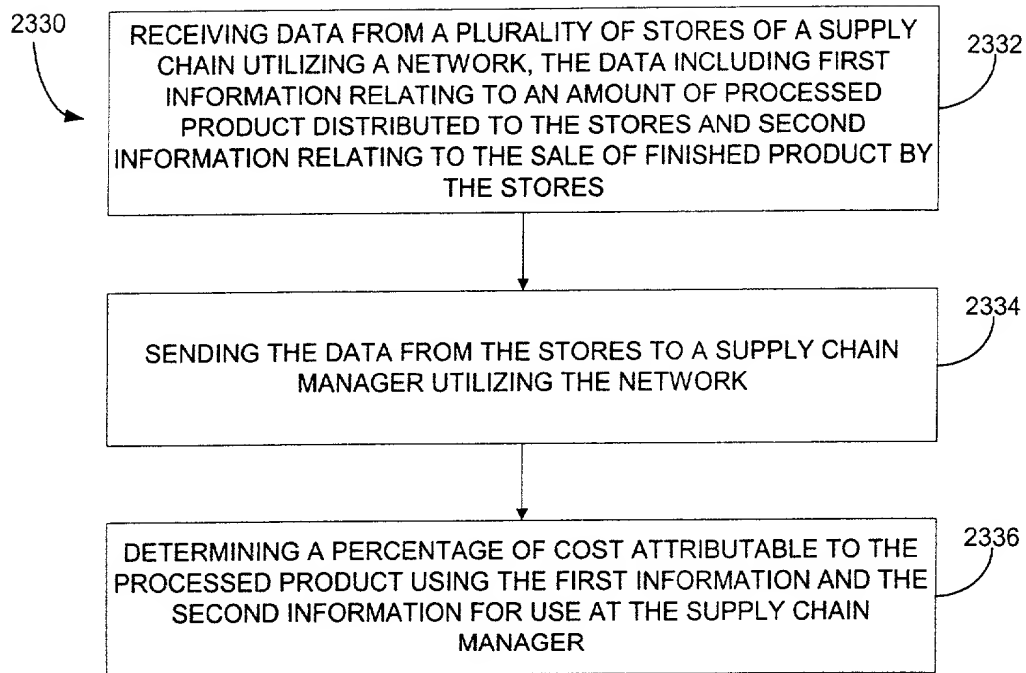 2330
RECEIVING DATA FROM A PLURALITY OF STORES OF A SUPPLY
CHAIN UTILIZING A NETWORK, THE DATA INCLUDING FIRST
INFORMATION RELATING TO AN AMOUNT OF PROCESSED
PRODUCT DISTRIBUTED TO THE STORES AND SECOND
INFORMATION RELATING TO THE SALE OF FINISHED PRODUCT BY
THE STORES
2332
SENDING THE DATA FROM THE STORES TO A SUPPLY CHAIN
MANAGER UTILIZING THE NETWORK
2334
DETERMINING A PERCENTAGE OF COST ATTRIBUTABLE TO THE
PROCESSED PRODUCT USING THE FIRST INFORMATION AND THE
SECOND INFORMATION FOR USE AT THE SUPPLY CHAIN
MANAGER
2336